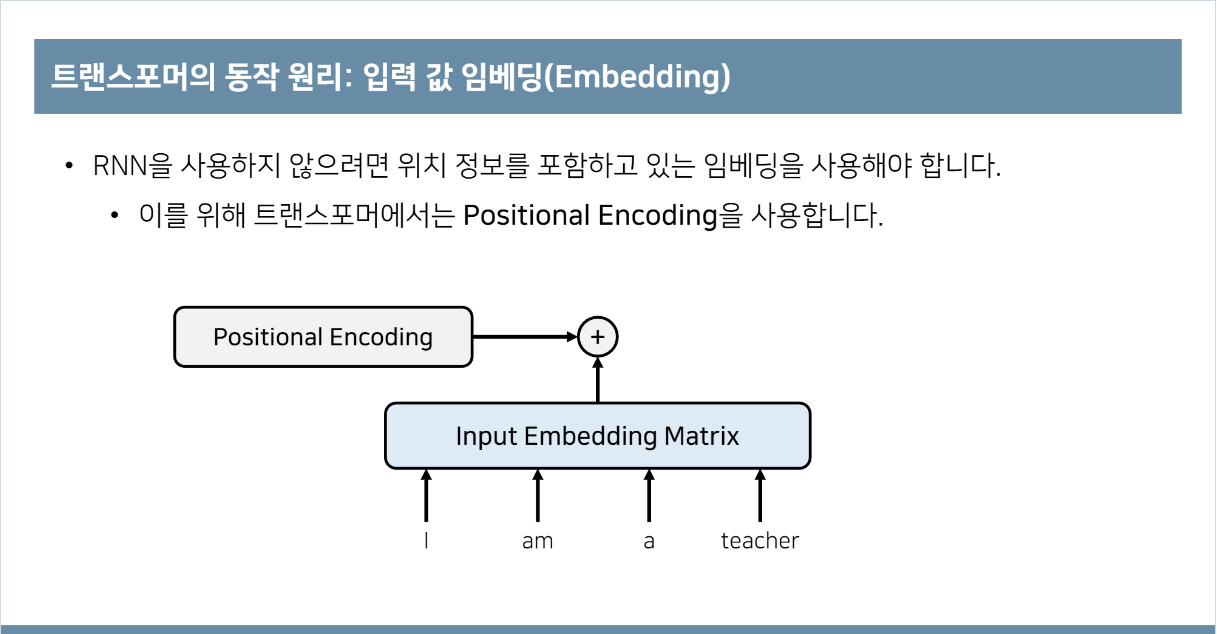 트랜스포머의 동작 원리: 입력 값 임베딩(Embedding)
• RNN을 사용하지 않으려면 위치 정보를 포함하고 있는 임베딩을 사용해야 합니다.
• 이를 위해 트랜스포머에서는 Positional Encoding을 사용합니다.
Positional Encoding
+
Input Embedding Matrix
I am a teacher